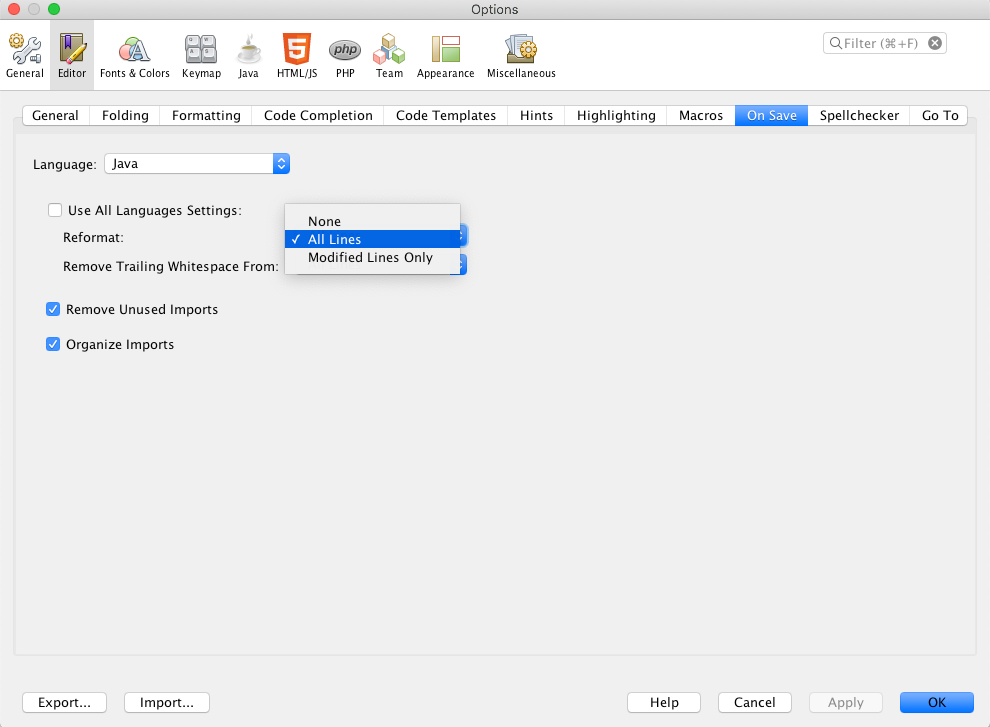 Options
General Editor Fonts & Colors Keymap Java HTML/JS PHP Team Appearance Miscellaneous
Filter (⌘+F)
General Folding Formatting Code Completion Code Templates Hints Highlighting Macros On Save Spellchecker Go To
Language: Java
Use All Languages Settings:
None
Reformat:
✓ All Lines
Modified Lines Only
Remove Trailing Whitespace From:
Remove Unused Imports
Organize Imports
Export... Import... Help Cancel Apply OK